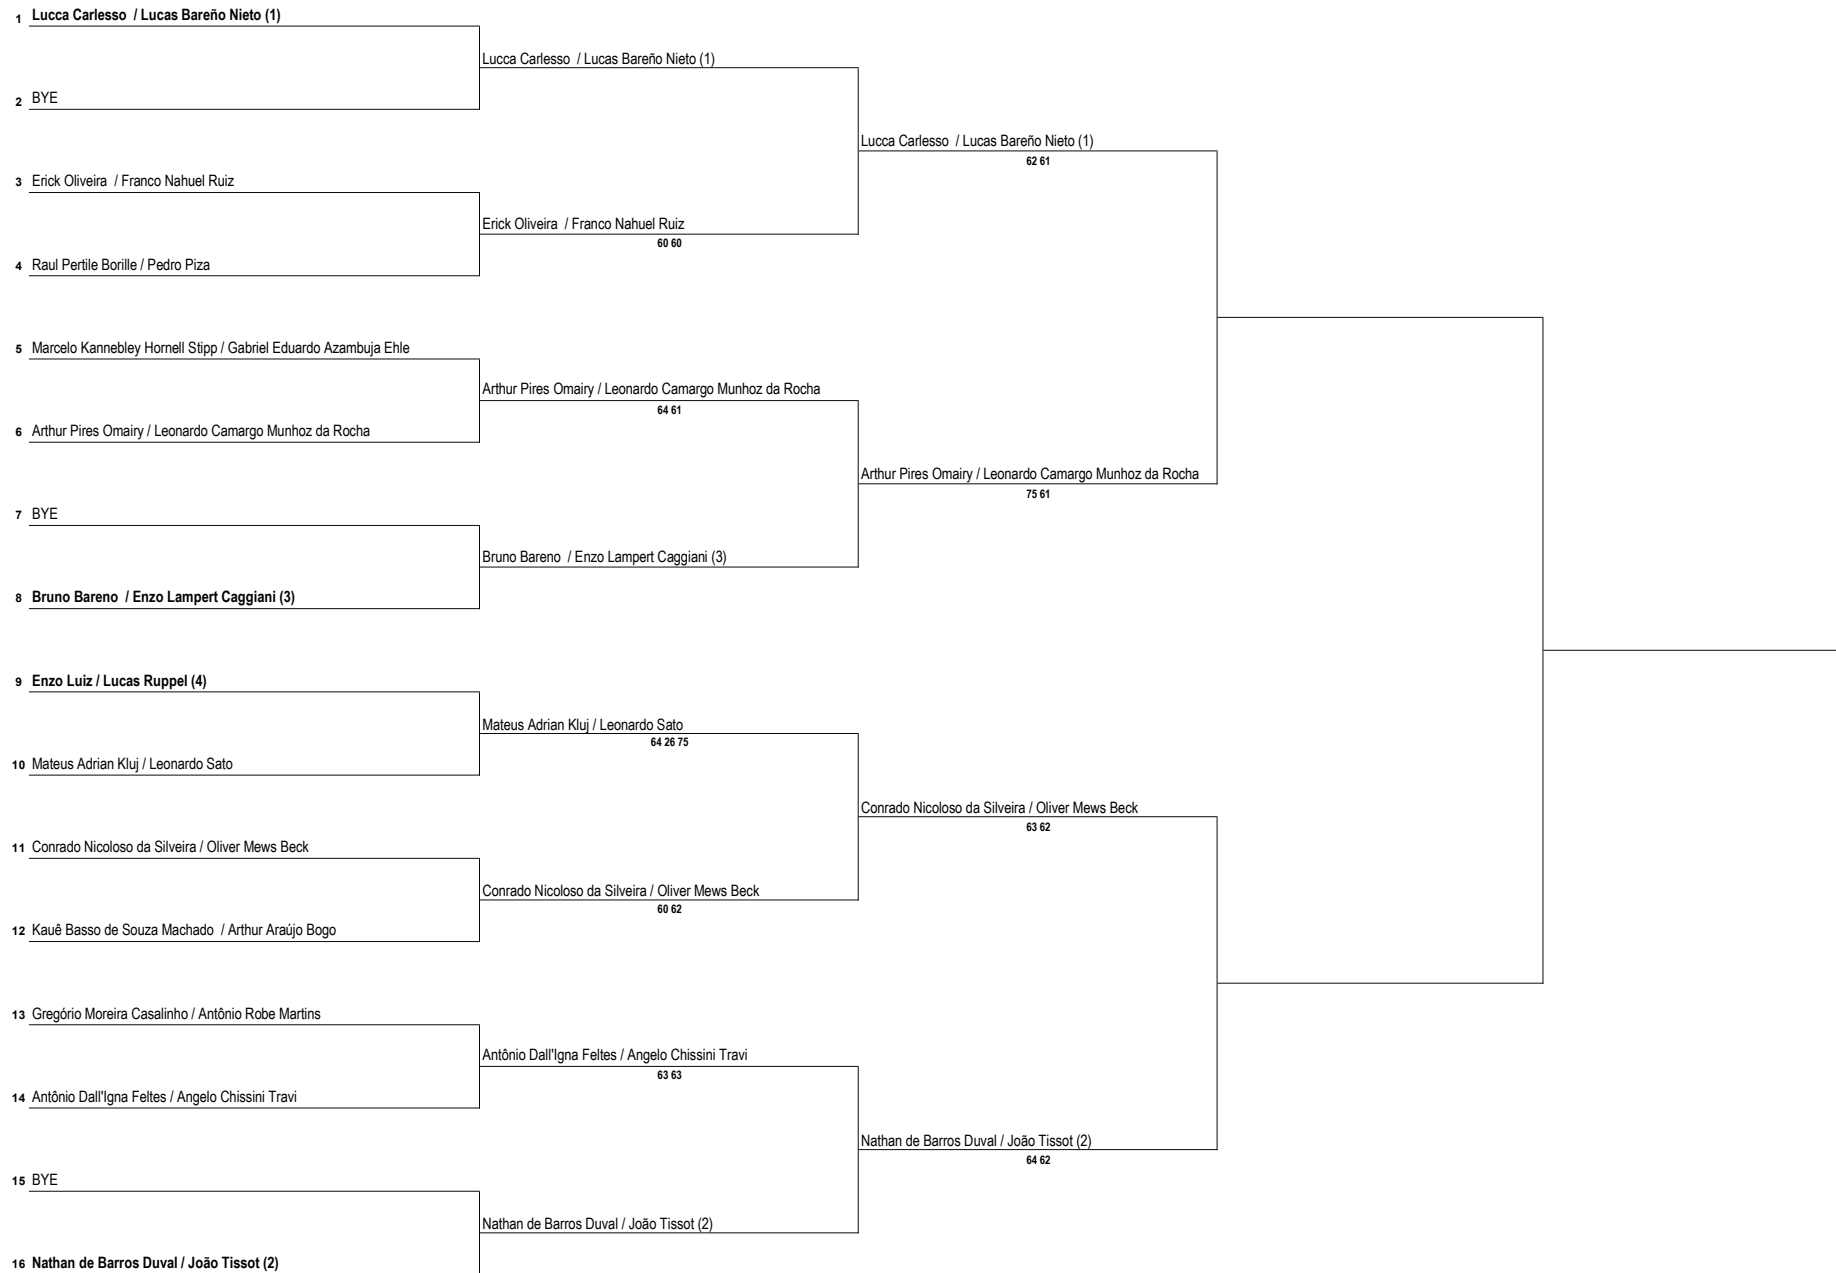 1 Lucca Carlesso / Lucas Bareño Nieto (1)
Lucca Carlesso / Lucas Bareño Nieto (1)
2 BYE
Lucca Carlesso / Lucas Bareño Nieto (1)
62 61
3 Erick Oliveira / Franco Nahuel Ruiz
Erick Oliveira / Franco Nahuel Ruiz
60 60
4 Raul Pertile Borille / Pedro Piza
5 Marcelo Kannebley Hornell Stipp / Gabriel Eduardo Azambuja Ehle
Arthur Pires Omairy / Leonardo Camargo Munhoz da Rocha
64 61
6 Arthur Pires Omairy / Leonardo Camargo Munhoz da Rocha
Arthur Pires Omairy / Leonardo Camargo Munhoz da Rocha
75 61
7 BYE
Bruno Bareno / Enzo Lampert Caggiani (3)
8 Bruno Bareno / Enzo Lampert Caggiani (3)
9 Enzo Luiz / Lucas Ruppel (4)
Mateus Adrian Kluj / Leonardo Sato
64 26 75
10 Mateus Adrian Kluj / Leonardo Sato
Conrado Nicoloso da Silveira / Oliver Mews Beck
63 62
11 Conrado Nicoloso da Silveira / Oliver Mews Beck
Conrado Nicoloso da Silveira / Oliver Mews Beck
60 62
12 Kauê Basso de Souza Machado / Arthur Araújo Bogo
13 Gregório Moreira Casalinho / Antônio Robe Martins
Antônio Dall'Igna Feltes / Angelo Chissini Travi
63 63
14 Antônio Dall'Igna Feltes / Angelo Chissini Travi
Nathan de Barros Duval / João Tissot (2)
64 62
15 BYE
Nathan de Barros Duval / João Tissot (2)
16 Nathan de Barros Duval / João Tissot (2)